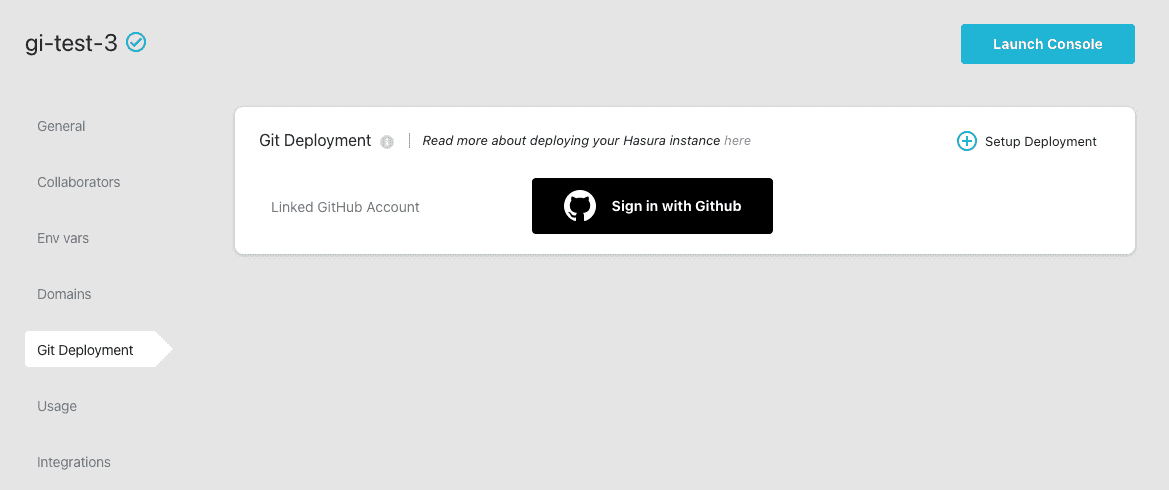 gi-test-3
Launch Console
General
Collaborators
Env vars
Domains
Git Deployment
Usage
Integrations
Git Deployment Read more about deploying your Hasura instance here
Setup Deployment
Linked GitHub Account
Sign in with Github